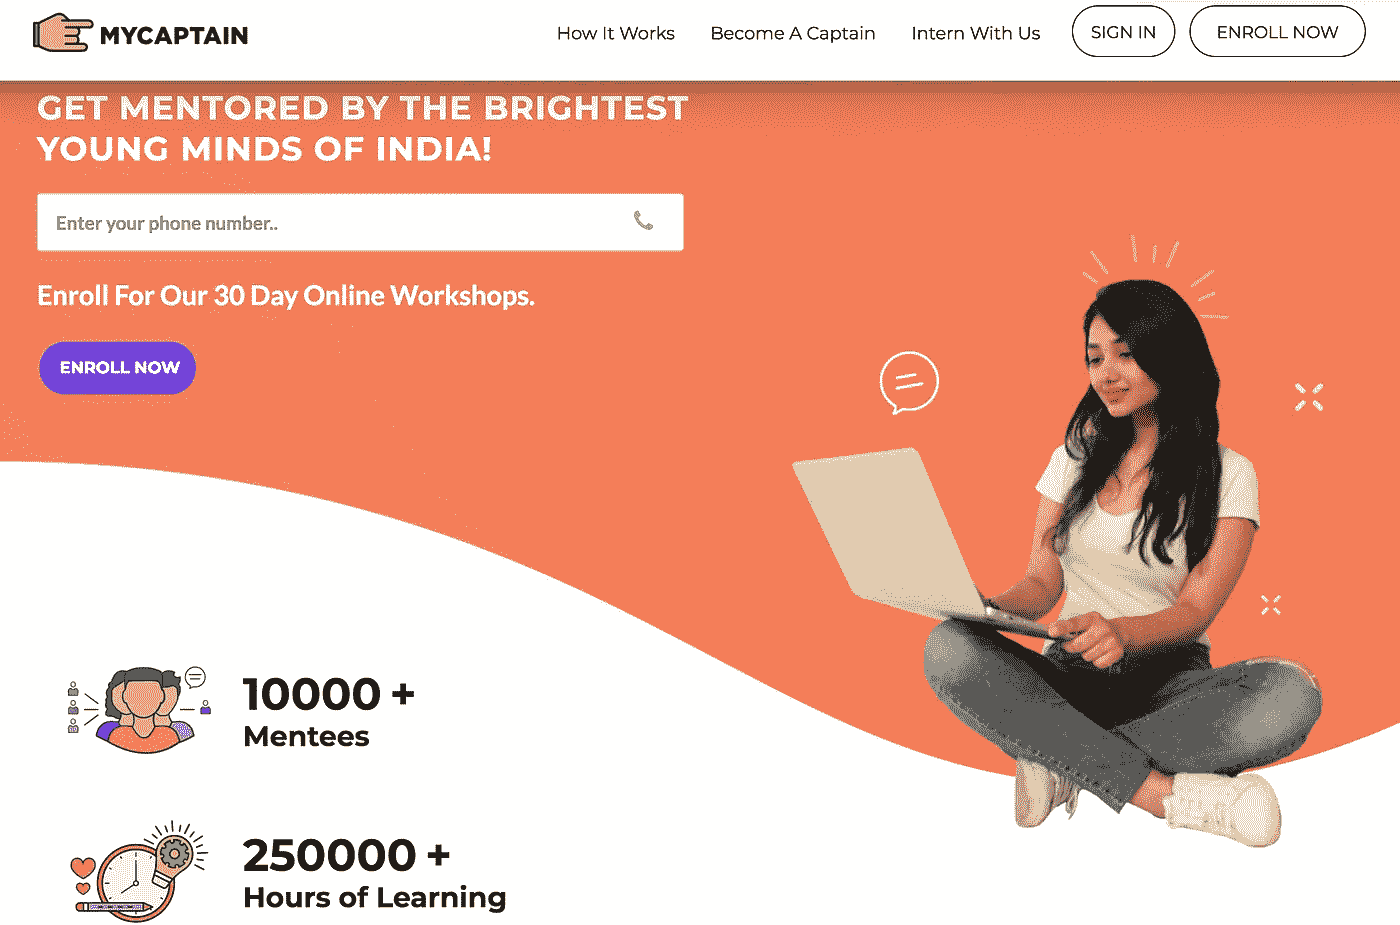 MYCAPTAIN
How It Works
Become A Captain
Intern With Us
SIGN IN
ENROLL NOW
GET MENTORED BY THE BRIGHTEST
YOUNG MINDS OF INDIA!
Enter your phone number..
Enroll For Our 30 Day Online Workshops.
ENROLL NOW
10000 +
Mentees
250000 +
Hours of Learning